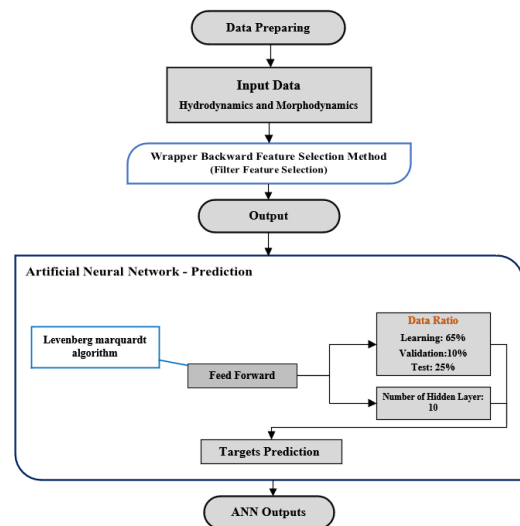 Data Preparing
Input Data
Hydrodynamics and Morphodynamics
Wrapper Backward Feature Selection Method
(Filter Feature Selection)
Output
Artificial Neural Network - Prediction
Levenberg marquardt
algorithm
Feed Forward
Data Ratio
Learning: 65%
Validation:10%
Test: 25%
Number of Hidden Layer:
10
Targets Prediction
ANN Outputs